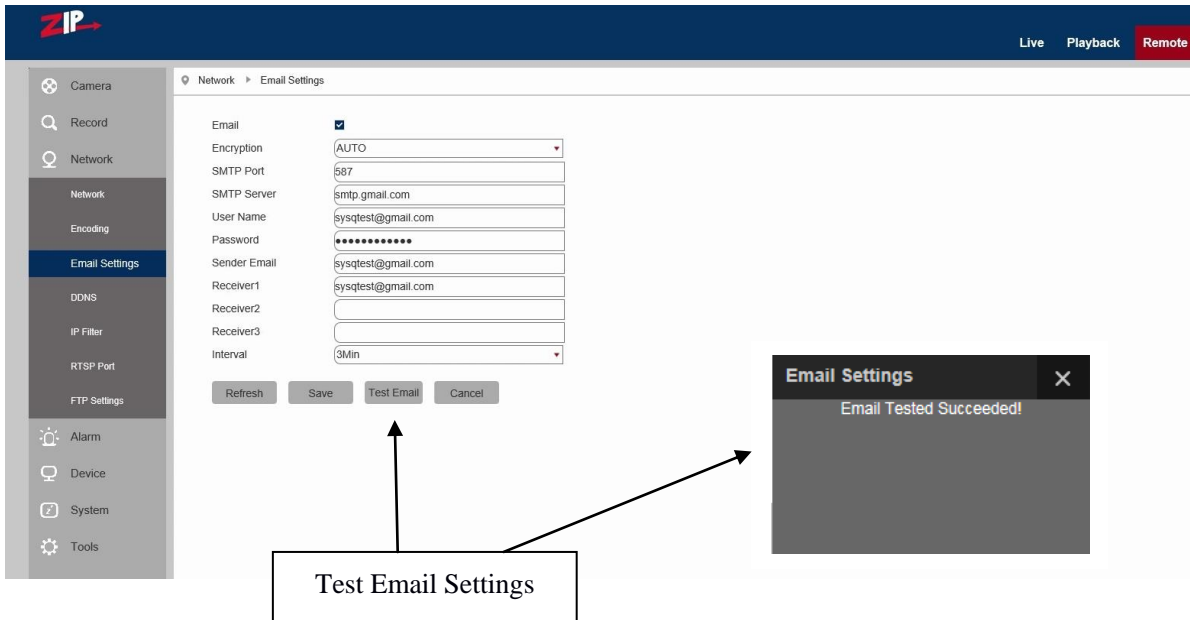 ZIP
Live Playback Remote
Camera
Record
Network
Network
Encoding
Email Settings
DDNS
IP Filter
RTSP Port
FTP Settings
Alarm
Device
System
Tools
Network Email Settings
Email
Encryption AUTO
SMTP Port 587
SMTP Server smtp.gmail.com
User Name sysqtest@gmail.com
Password ●●●●●●●●●●●●
Sender Email sysqtest@gmail.com
Receiver1 sysqtest@gmail.com
Receiver2
Receiver3
Interval 3Min
Refresh Save Test Email Cancel
Email Settings
Email Tested Succeeded!
Test Email Settings